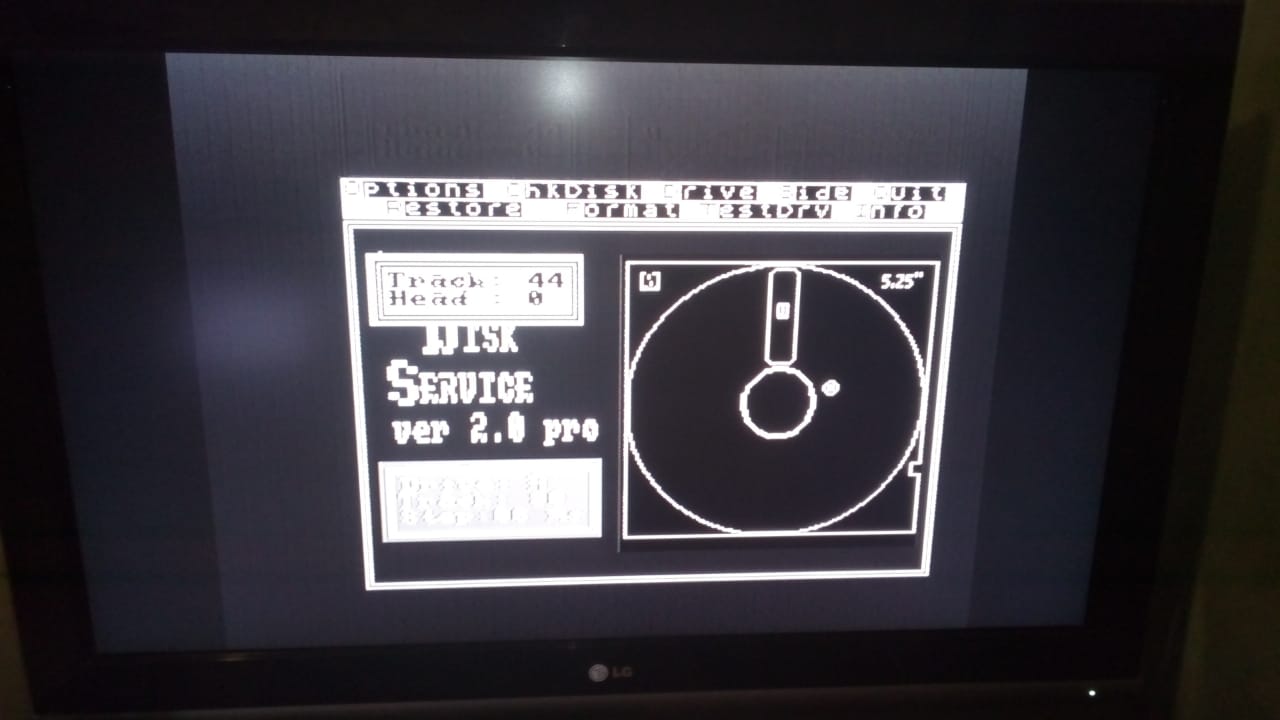 Options ChkDisk Drive Side Quit
Restore Format TestDrv Info
Track: 44
Head : 0
5.25"
DISK
SERVICE
ver 2.0 pro
LG